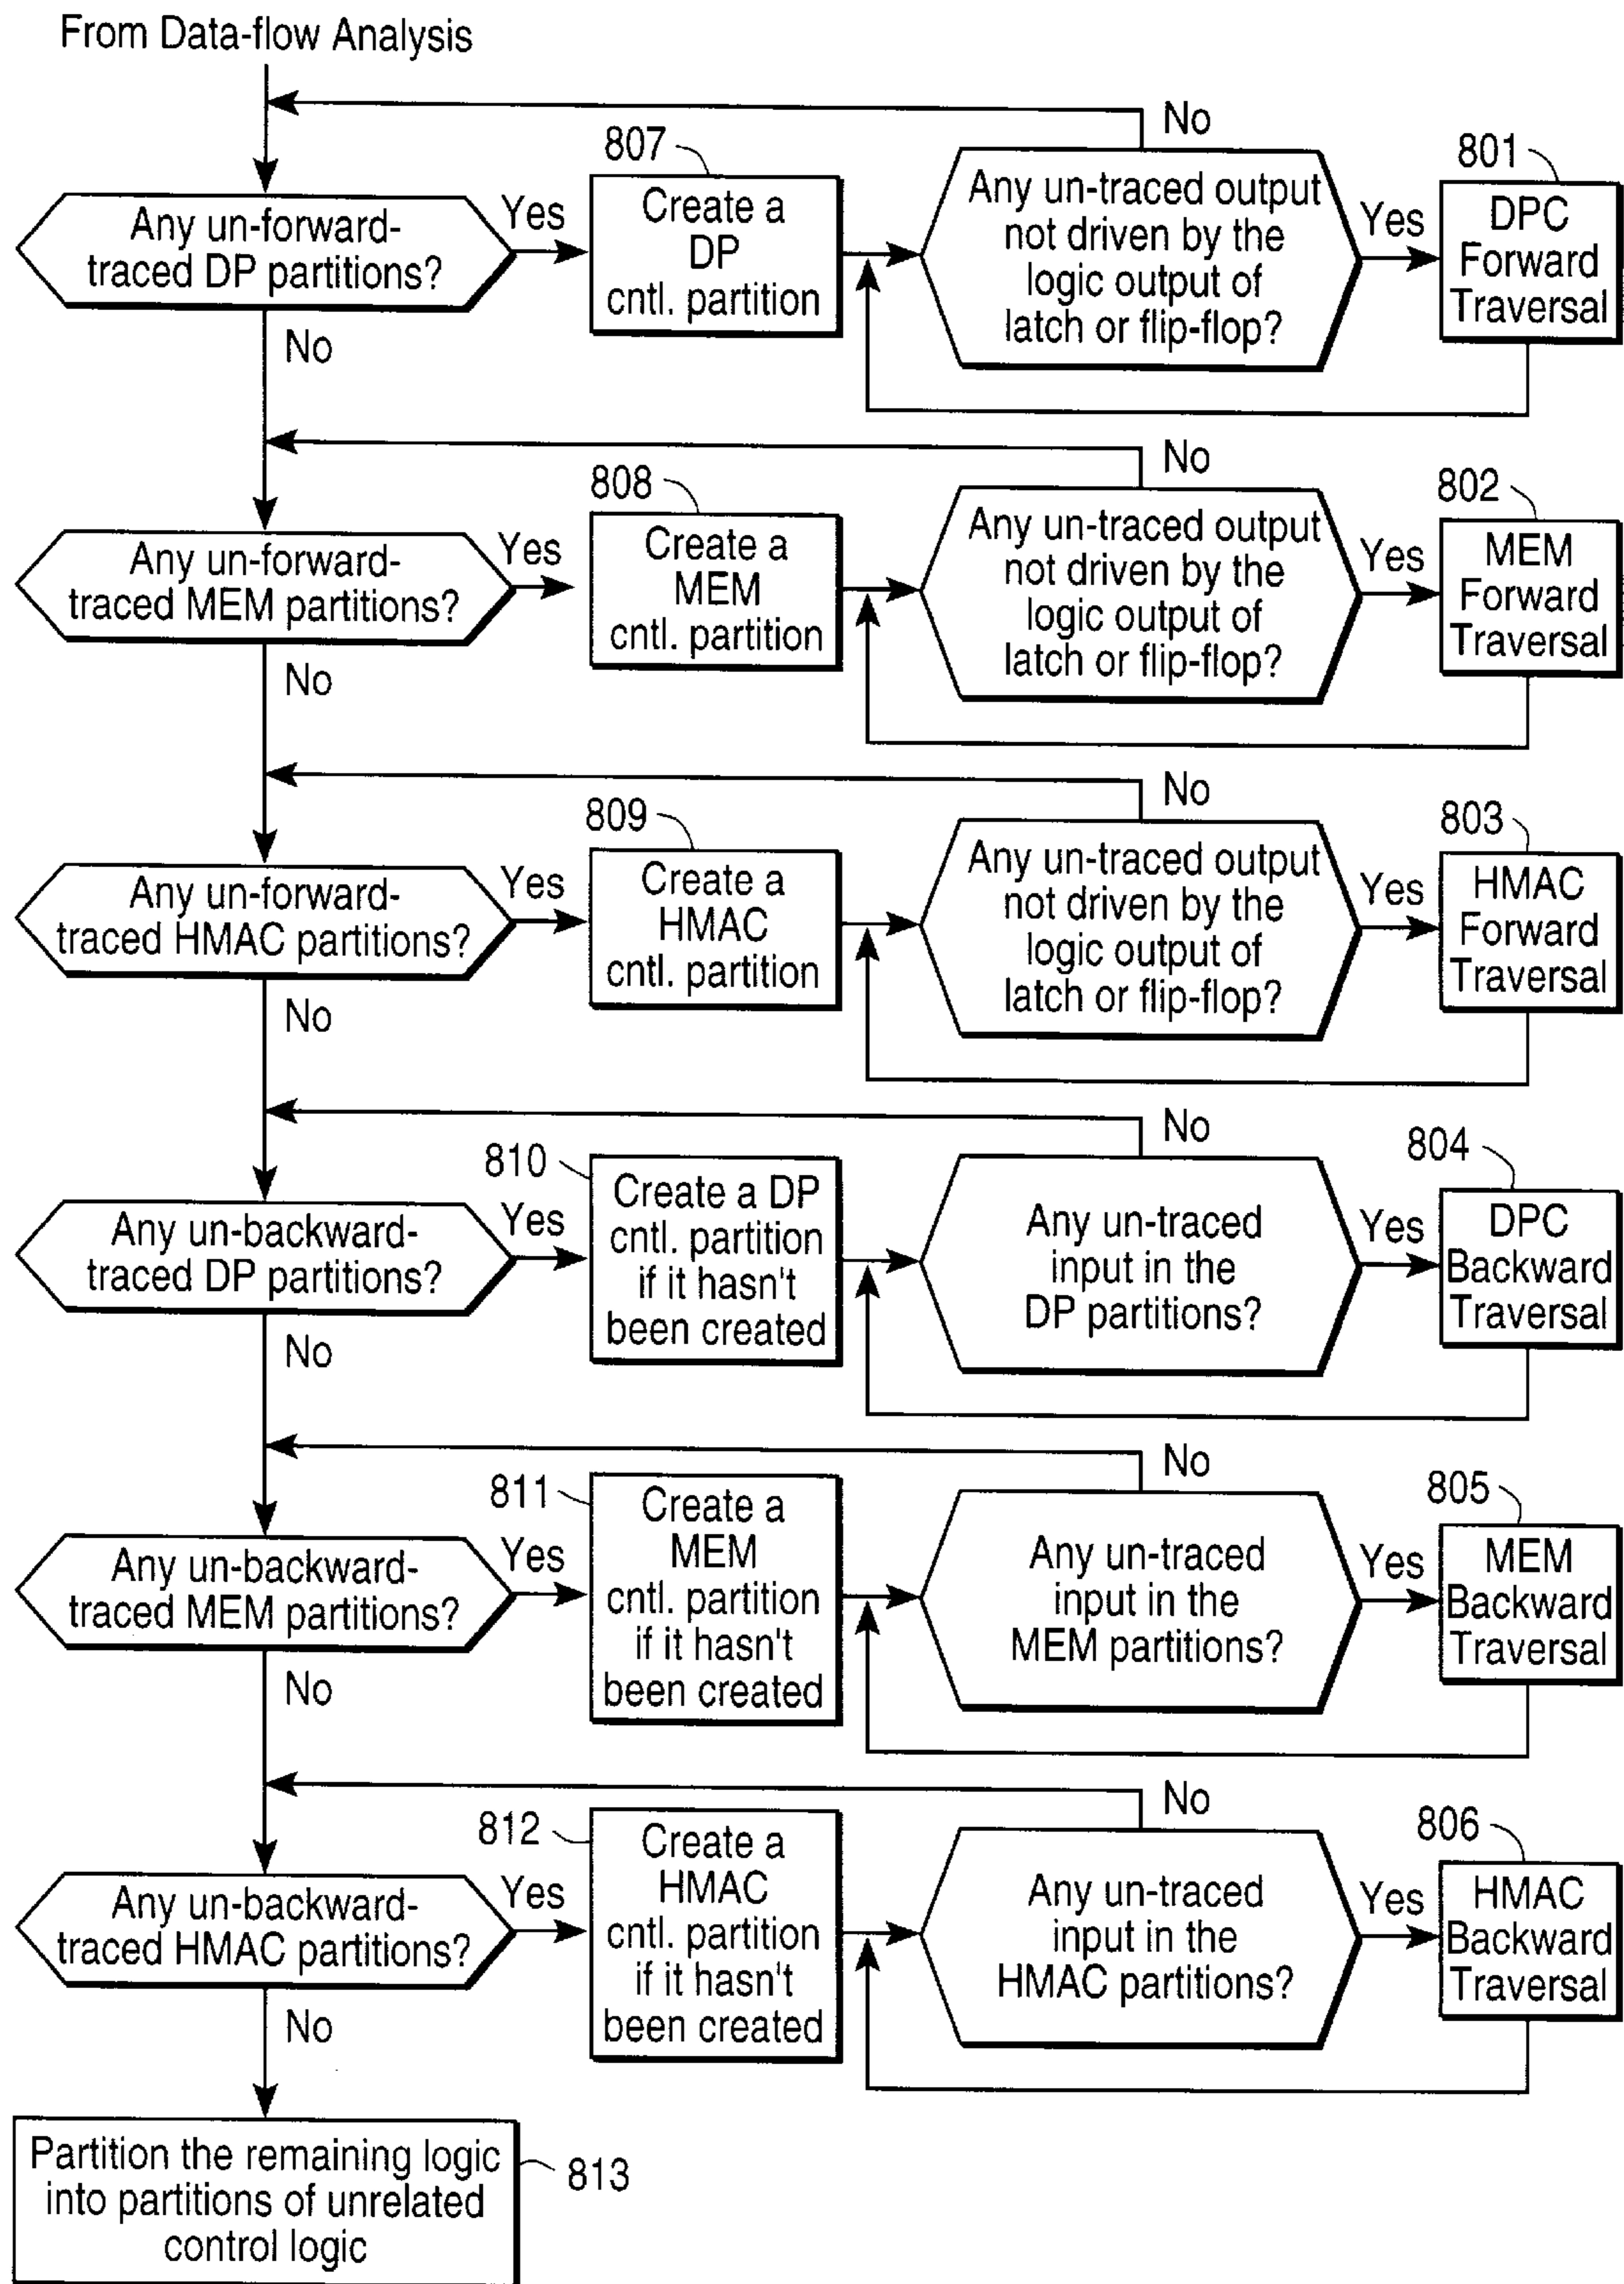 From Data-flow Analysis
No
807
801
Any un-forward-
traced DP partitions?
Yes
Create a
DP
cntl. partition
Any un-traced output
not driven by the
logic output of
latch or flip-flop?
Yes
DPC
Forward
Traversal
No
No
808
802
Any un-forward-
traced MEM partitions?
Yes
Create a
MEM
cntl. partition
Any un-traced output
not driven by the
logic output of
latch or flip-flop?
Yes
MEM
Forward
Traversal
No
No
809
803
Any un-forward-
traced HMAC partitions?
Yes
Create a
HMAC
cntl. partition
Any un-traced output
not driven by the
logic output of
latch or flip-flop?
Yes
HMAC
Forward
Traversal
No
No
810
804
Any un-backward-
traced DP partitions?
Yes
Create a DP
cntl. partition
if it hasn't
been created
Any un-traced
input in the
DP partitions?
Yes
DPC
Backward
Traversal
No
No
811
805
Any un-backward-
traced MEM partitions?
Yes
Create a
MEM
cntl. partition
if it hasn't
been created
Any un-traced
input in the
MEM partitions?
Yes
MEM
Backward
Traversal
No
No
812
806
Any un-backward-
traced HMAC partitions?
Yes
Create a
HMAC
cntl. partition
if it hasn't
been created
Any un-traced
input in the
HMAC partitions?
Yes
HMAC
Backward
Traversal
No
Partition the remaining logic
into partitions of unrelated
control logic
813